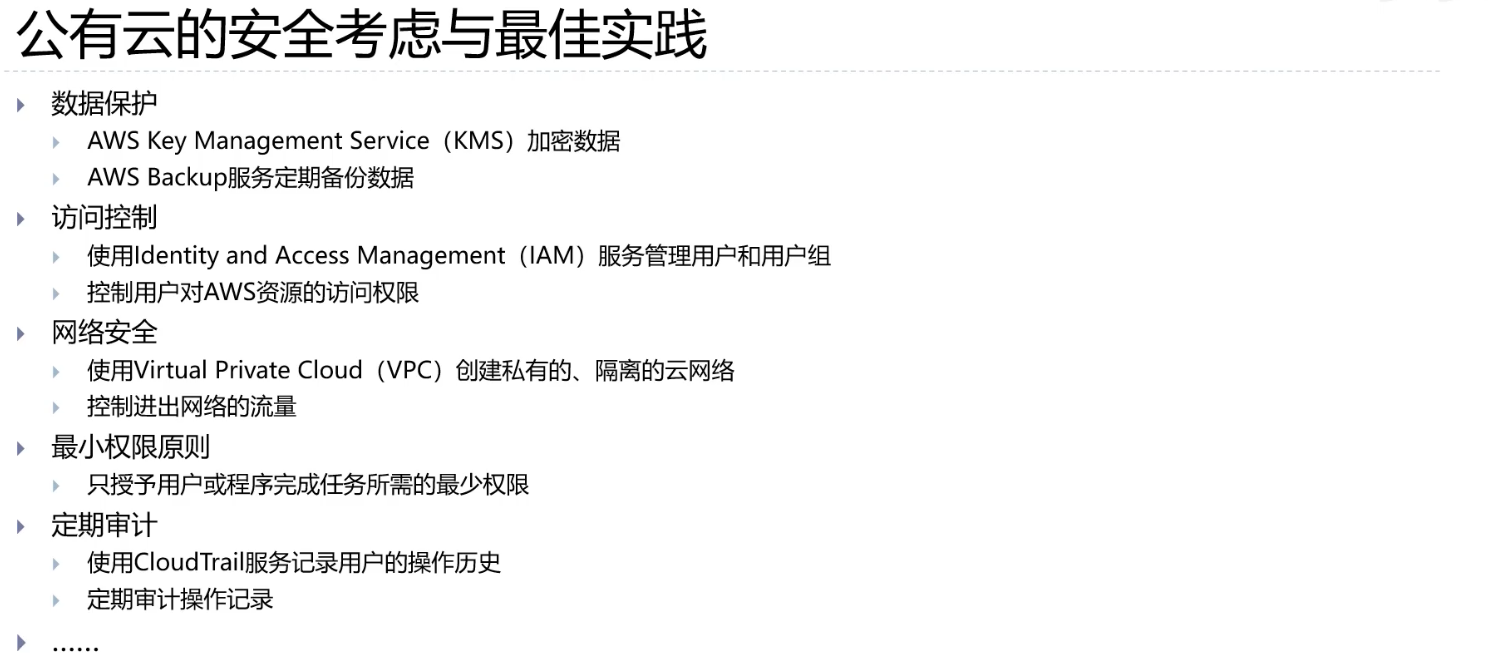 公有云的安全考虑与最佳实践
数据保护
AWS Key Management Service（KMS）加密数据
AWS Backup服务定期备份数据
访问控制
使用Identity and Access Management（IAM）服务管理用户和用户组
控制用户对AWS资源的访问权限
网络安全
使用Virtual Private Cloud（VPC）创建私有的、隔离的云网络
控制进出网络的流量
最小权限原则
只授予用户或程序完成任务所需的最少权限
定期审计
使用CloudTrail服务记录用户的操作历史
定期审计操作记录
......